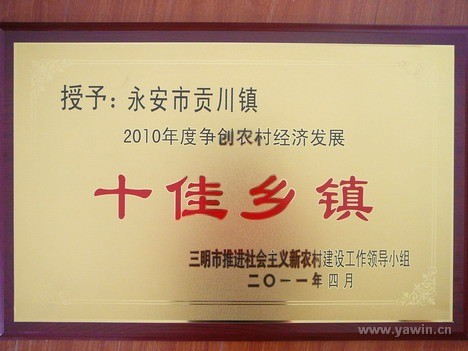 授予：永安市贡川镇
2010年度争创农村经济发展
十佳乡镇
三明市推进社会主义新农村建设工作领导小组
二〇一一年四月
www.yawin.cn